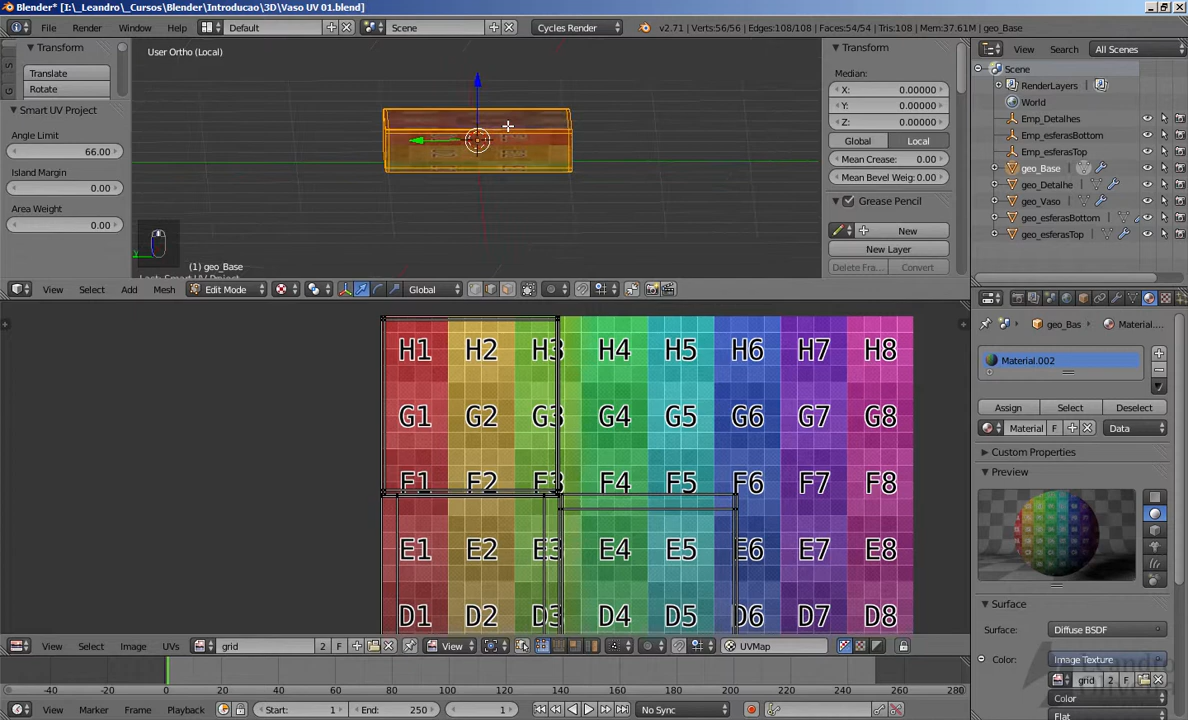 Blender* [I:\_Leandro\_Cursos\Blender\Introducao\3D\Vaso UV 01.blend]
File Render Window Help Default Scene Cycles Render v2.71 | Verts:56/56 | Edges:108/108 | Faces:54/54 | Tris:108 | Mem:37.61M | geo_Base
Transform
Translate
Rotate
Smart UV Project
Angle Limit
66.00
Island Margin
0.00
Area Weight
0.00
User Ortho (Local)
(1) geo_Base
Last: Smart UV Project
Transform
Median:
X: 0.00000
Y: 0.00000
Z: 0.00000
Global Local
Mean Crease: 0.00
Mean Bevel Weig: 0.00
Grease Pencil
New
New Layer
Delete Fra... Convert
View Search All Scenes
Scene
RenderLayers
World
Emp_Detalhes
Emp_esferasBottom
Emp_esferasTop
geo_Base
geo_Detalhe
geo_Vaso
geo_esferasBottom
geo_esferasTop
View Select Add Mesh Edit Mode Global
H1 H2 H3 H4 H5 H6 H7 H8
G1 G2 G3 G4 G5 G6 G7 G8
F1 F2 F3 F4 F5 F6 F7 F8
E1 E2 E3 E4 E5 E6 E7 E8
D1 D2 D3 D4 D5 D6 D7 D8
geo_Bas Material....
Material.002
Assign Select Deselect
Material F Data
Custom Properties
Preview
Surface
Surface: Diffuse BSDF
Color: Image Texture
grid 2 F
Color
Flat
View Select Image UVs grid 2 F View UVMap
-40 -20 0 20 40 60 80 100 120 140 160 180 200 220 240 260 280
View Marker Frame Playback Start: 1 End: 250 1 No Sync